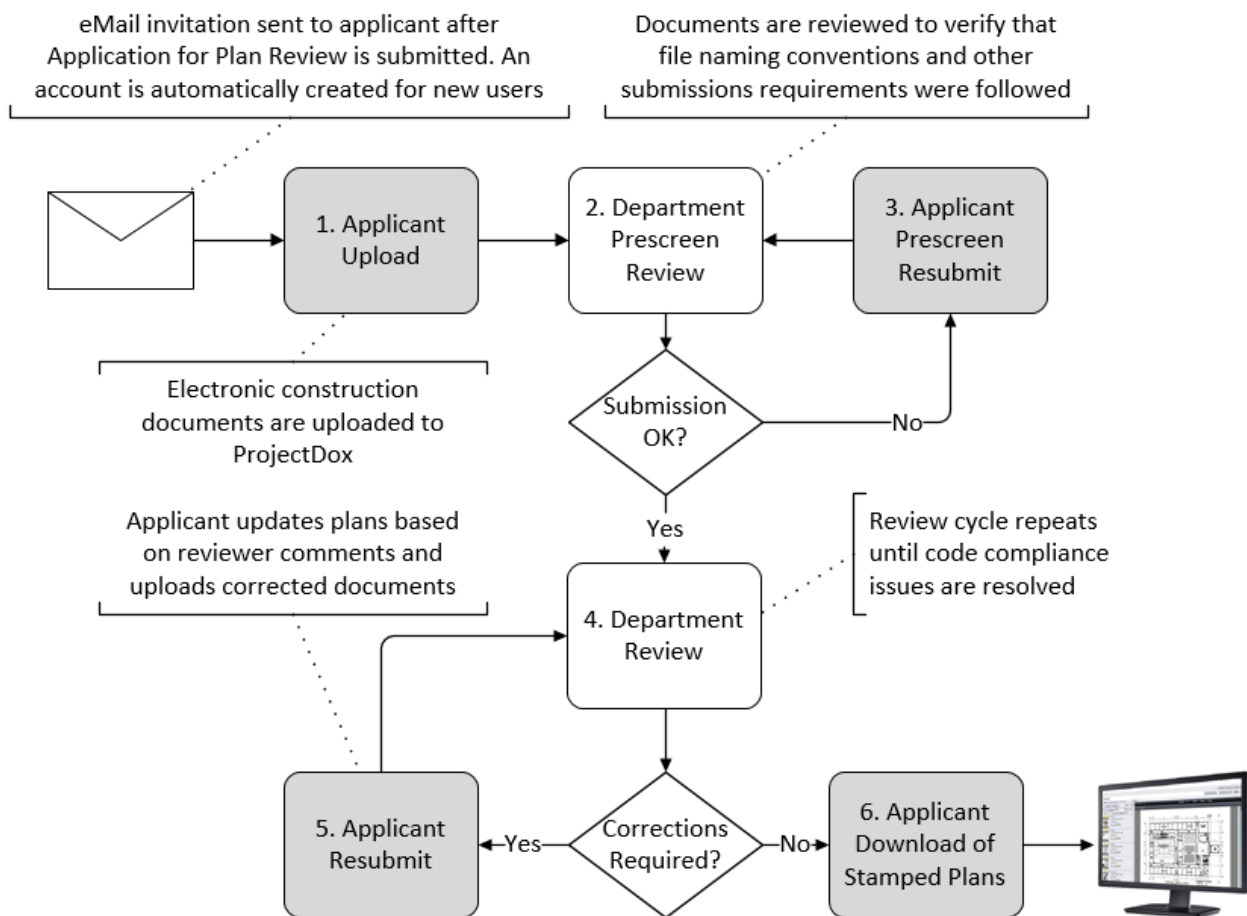 eMail invitation sent to applicant after
Application for Plan Review is submitted. An
account is automatically created for new users
Documents are reviewed to verify that
file naming conventions and other
submissions requirements were followed
1. Applicant
Upload
2. Department
Prescreen
Review
3. Applicant
Prescreen
Resubmit
Electronic construction
documents are uploaded to
ProjectDox
Submission
OK?
No
Yes
Applicant updates plans based
on reviewer comments and
uploads corrected documents
Review cycle repeats
until code compliance
issues are resolved
4. Department
Review
5. Applicant
Resubmit
Yes
Corrections
Required?
No
6. Applicant
Download of
Stamped Plans